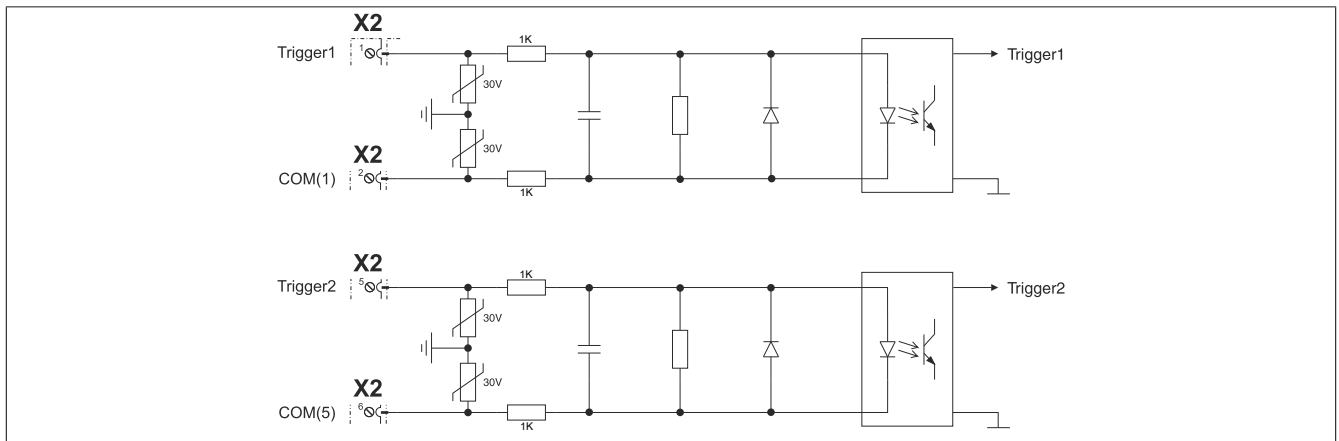 X2
Trigger1
1
1K
Trigger1
30V
30V
X2
COM(1)
2
1K
X2
Trigger2
5
1K
Trigger2
30V
30V
X2
COM(5)
6
1K